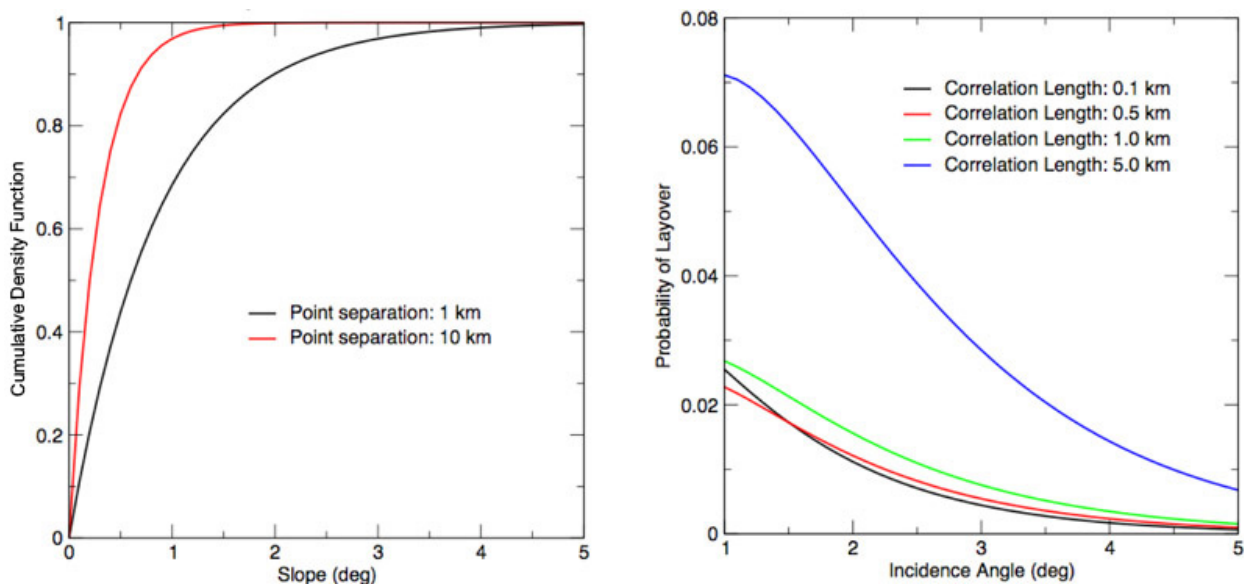 1
0.8
0.6
0.4
0.2
0
0
1
2
3
4
5
Cumulative Density Function
Slope (deg)
Point separation: 1 km
Point separation: 10 km
0.08
0.06
0.04
0.02
0
1
2
3
4
5
Probability of Layover
Incidence Angle (deg)
Correlation Length: 0.1 km
Correlation Length: 0.5 km
Correlation Length: 1.0 km
Correlation Length: 5.0 km